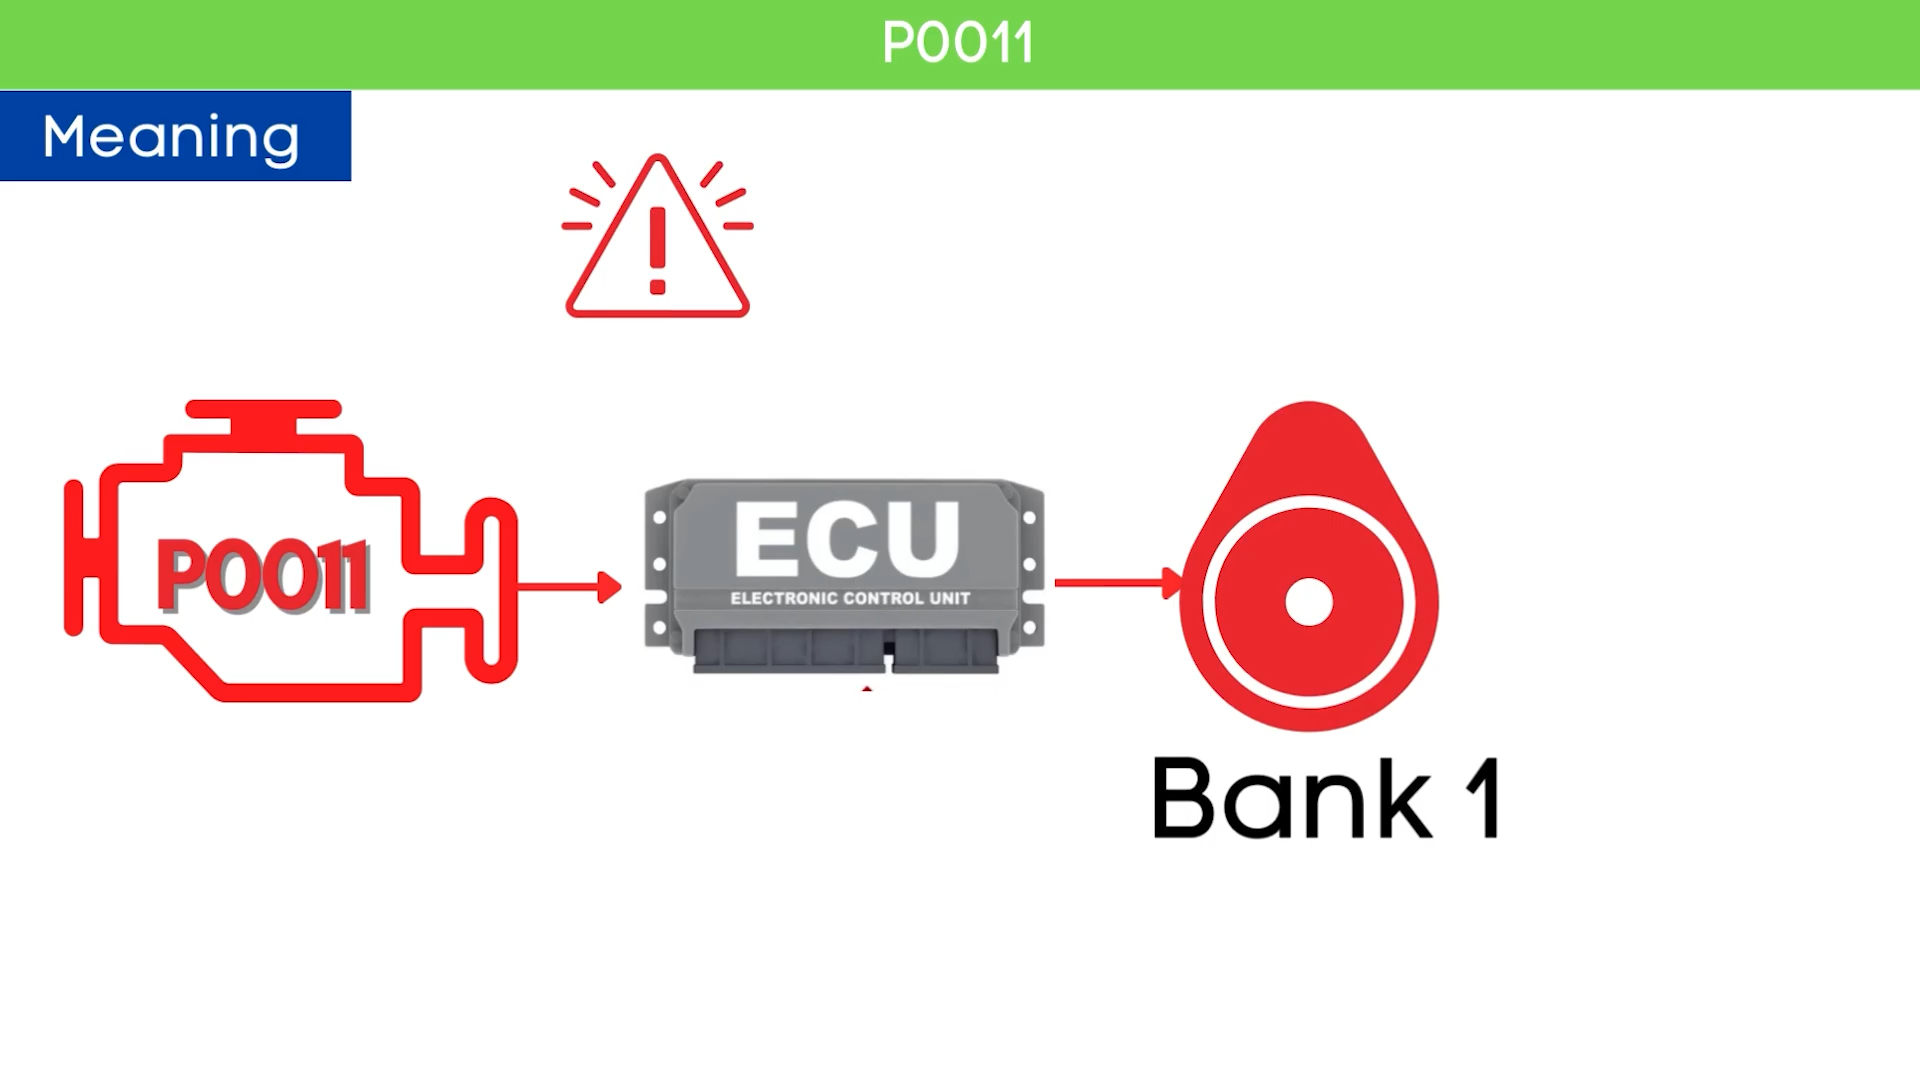 P0011
Meaning
P0011
ECU
ELECTRONIC CONTROL UNIT
Bank 1